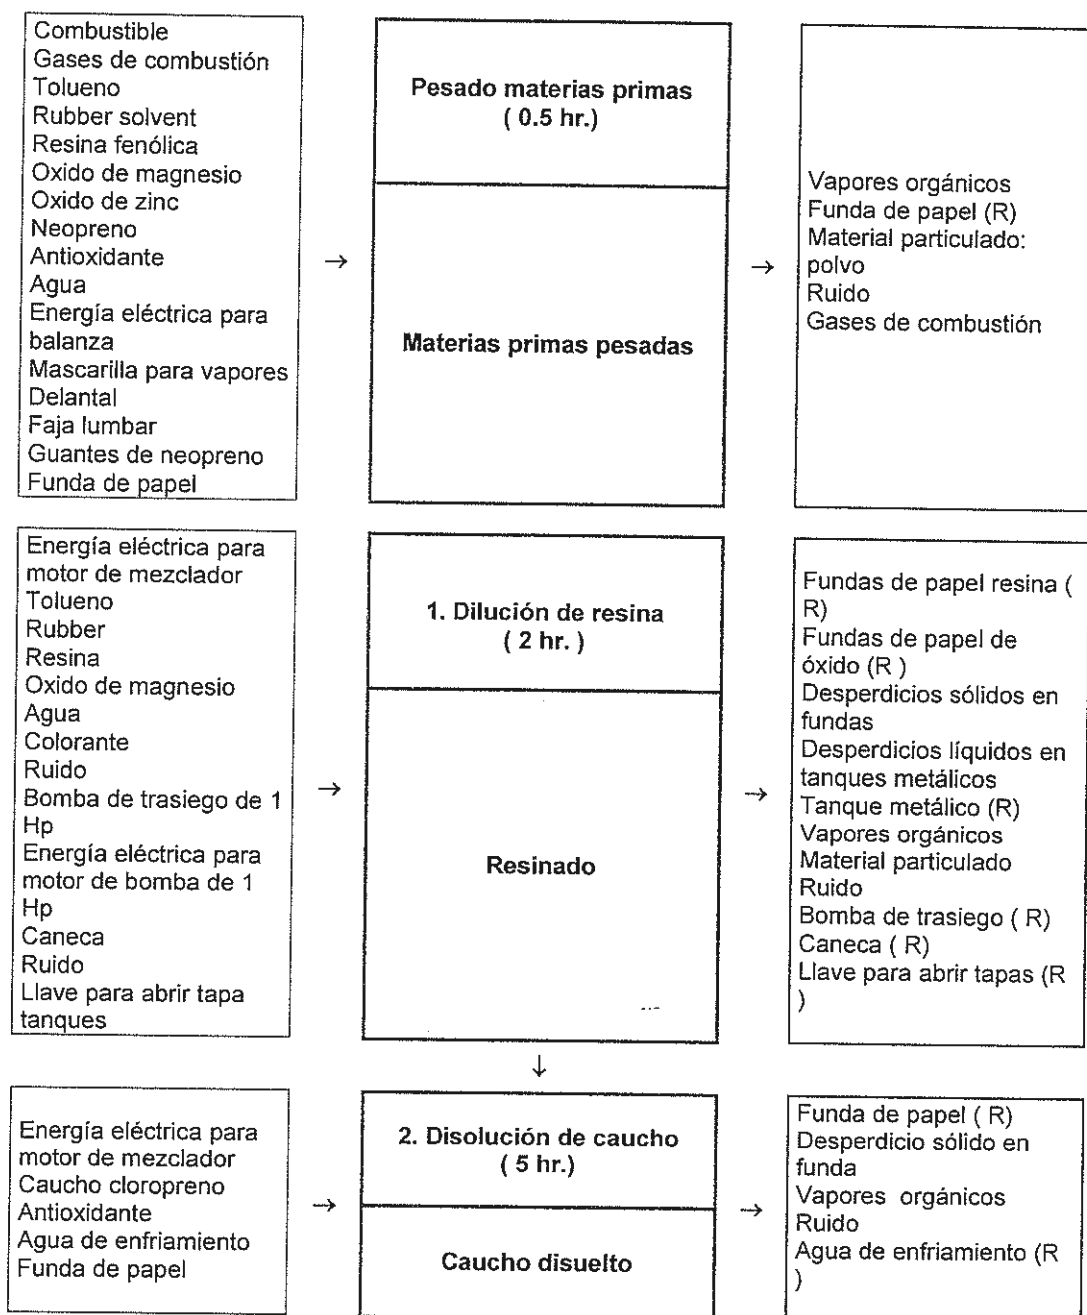 Combustible
Gases de combustión
Tolueno
Rubber solvent
Resina fenólica
Oxido de magnesio
Oxido de zinc
Neopreno
Antioxidante
Agua
Energía eléctrica para
balanza
Mascarilla para vapores
Delantal
Faja lumbar
Guantes de neopreno
Funda de papel
→
Pesado materias primas
( 0.5 hr.)
Materias primas pesadas
→
Vapores orgánicos
Funda de papel (R)
Material particulado:
polvo
Ruido
Gases de combustión
Energía eléctrica para
motor de mezclador
Tolueno
Rubber
Resina
Oxido de magnesio
Agua
Colorante
Ruido
Bomba de trasiego de 1
Hp
Energía eléctrica para
motor de bomba de 1
Hp
Caneca
Ruido
Llave para abrir tapa
tanques
→
1. Dilución de resina
( 2 hr. )
Resinado
→
Fundas de papel resina (
R)
Fundas de papel de
óxido (R )
Desperdicios sólidos en
fundas
Desperdicios líquidos en
tanques metálicos
Tanque metálico (R)
Vapores orgánicos
Material particulado
Ruido
Bomba de trasiego ( R)
Caneca ( R)
Llave para abrir tapas (R
)
↓
Energía eléctrica para
motor de mezclador
Caucho cloropreno
Antioxidante
Agua de enfriamiento
Funda de papel
→
2. Disolución de caucho
( 5 hr.)
Caucho disuelto
→
Funda de papel ( R)
Desperdicio sólido en
funda
Vapores orgánicos
Ruido
Agua de enfriamiento (R
)